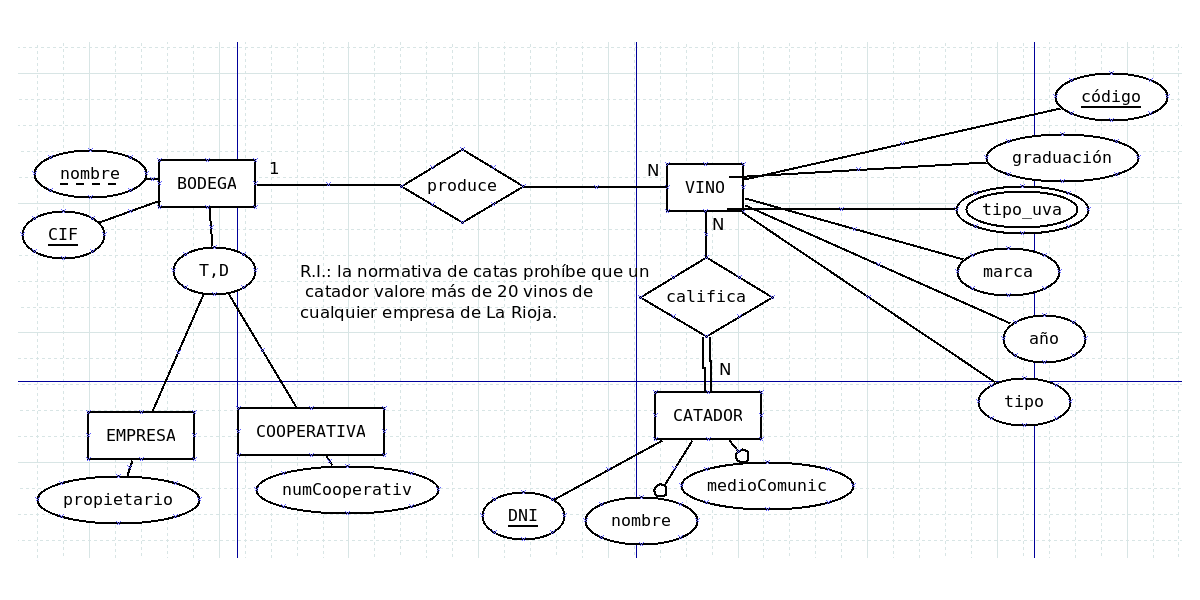 código
graduación
nombre
1
N
BODEGA
produce
VINO
tipo_uva
N
CIF
T,D
R.I.: la normativa de catas prohíbe que un
catador valore más de 20 vinos de
cualquier empresa de La Rioja.
marca
califica
año
N
tipo
CATADOR
EMPRESA
COOPERATIVA
propietario
numCooperativ
medioComunic
DNI
nombre